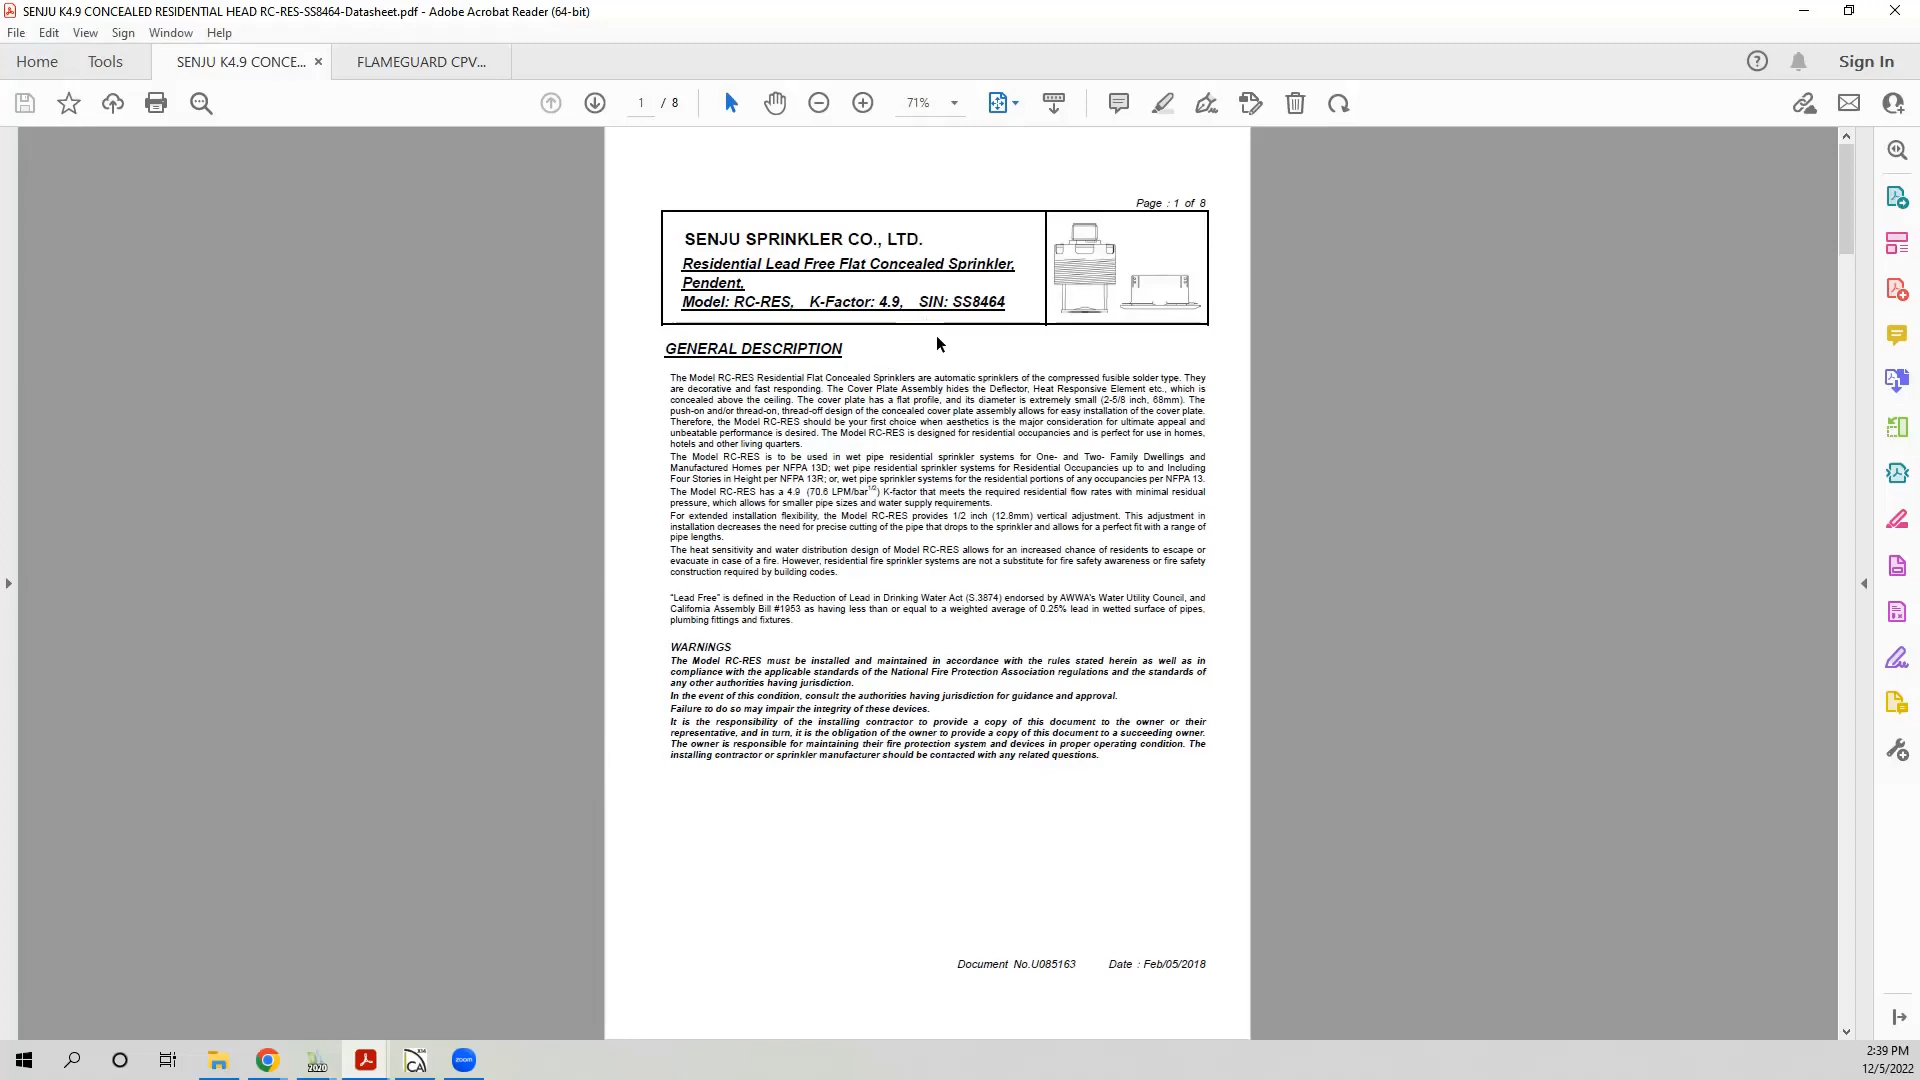 SENJU K4.9 CONCEALED RESIDENTIAL HEAD RC-RES-SS8464-Datasheet.pdf - Adobe Acrobat Reader (64-bit)
File Edit View Sign Window Help
Home Tools SENJU K4.9 CONCE... × FLAMEGUARD CPV... Sign In
1 / 8 71%
Page : 1 of 8
SENJU SPRINKLER CO., LTD.
Residential Lead Free Flat Concealed Sprinkler,
Pendent,
Model: RC-RES, K-Factor: 4.9, SIN: SS8464
GENERAL DESCRIPTION
The Model RC-RES Residential Flat Concealed Sprinklers are automatic sprinklers of the compressed fusible solder type. They
are decorative and fast responding. The Cover Plate Assembly hides the Deflector, Heat Responsive Element etc., which is
concealed above the ceiling. The cover plate has a flat profile, and its diameter is extremely small (2-5/8 inch, 68mm). The
push-on and/or thread-on, thread-off design of the concealed cover plate assembly allows for easy installation of the cover plate.
Therefore, the Model RC-RES should be your first choice when aesthetics is the major consideration for ultimate appeal and
unbeatable performance is desired. The Model RC-RES is designed for residential occupancies and is perfect for use in homes,
hotels and other living quarters.
The Model RC-RES is to be used in wet pipe residential sprinkler systems for One- and Two- Family Dwellings and
Manufactured Homes per NFPA 13D; wet pipe residential sprinkler systems for Residential Occupancies up to and Including
Four Stories in Height per NFPA 13R; or, wet pipe sprinkler systems for the residential portions of any occupancies per NFPA 13.
The Model RC-RES has a 4.9 (70.6 LPM/bar1/2) K-factor that meets the required residential flow rates with minimal residual
pressure, which allows for smaller pipe sizes and water supply requirements.
For extended installation flexibility, the Model RC-RES provides 1/2 inch (12.8mm) vertical adjustment. This adjustment in
installation decreases the need for precise cutting of the pipe that drops to the sprinkler and allows for a perfect fit with a range of
pipe lengths.
The heat sensitivity and water distribution design of Model RC-RES allows for an increased chance of residents to escape or
evacuate in case of a fire. However, residential fire sprinkler systems are not a substitute for fire safety awareness or fire safety
construction required by building codes.
"Lead Free" is defined in the Reduction of Lead in Drinking Water Act (S.3874) endorsed by AWWA's Water Utility Council, and
California Assembly Bill #1953 as having less than or equal to a weighted average of 0.25% lead in wetted surface of pipes,
plumbing fittings and fixtures.
WARNINGS
The Model RC-RES must be installed and maintained in accordance with the rules stated herein as well as in
compliance with the applicable standards of the National Fire Protection Association regulations and the standards of
any other authorities having jurisdiction.
In the event of this condition, consult the authorities having jurisdiction for guidance and approval.
Failure to do so may impair the integrity of these devices.
It is the responsibility of the installing contractor to provide a copy of this document to the owner or their
representative, and in turn, it is the obligation of the owner to provide a copy of this document to a succeeding owner.
The owner is responsible for maintaining their fire protection system and devices in proper operating condition. The
installing contractor or sprinkler manufacturer should be contacted with any related questions.
Document No.U085163 Date : Feb/05/2018
2020 CA zoom
2:39 PM
12/5/2022